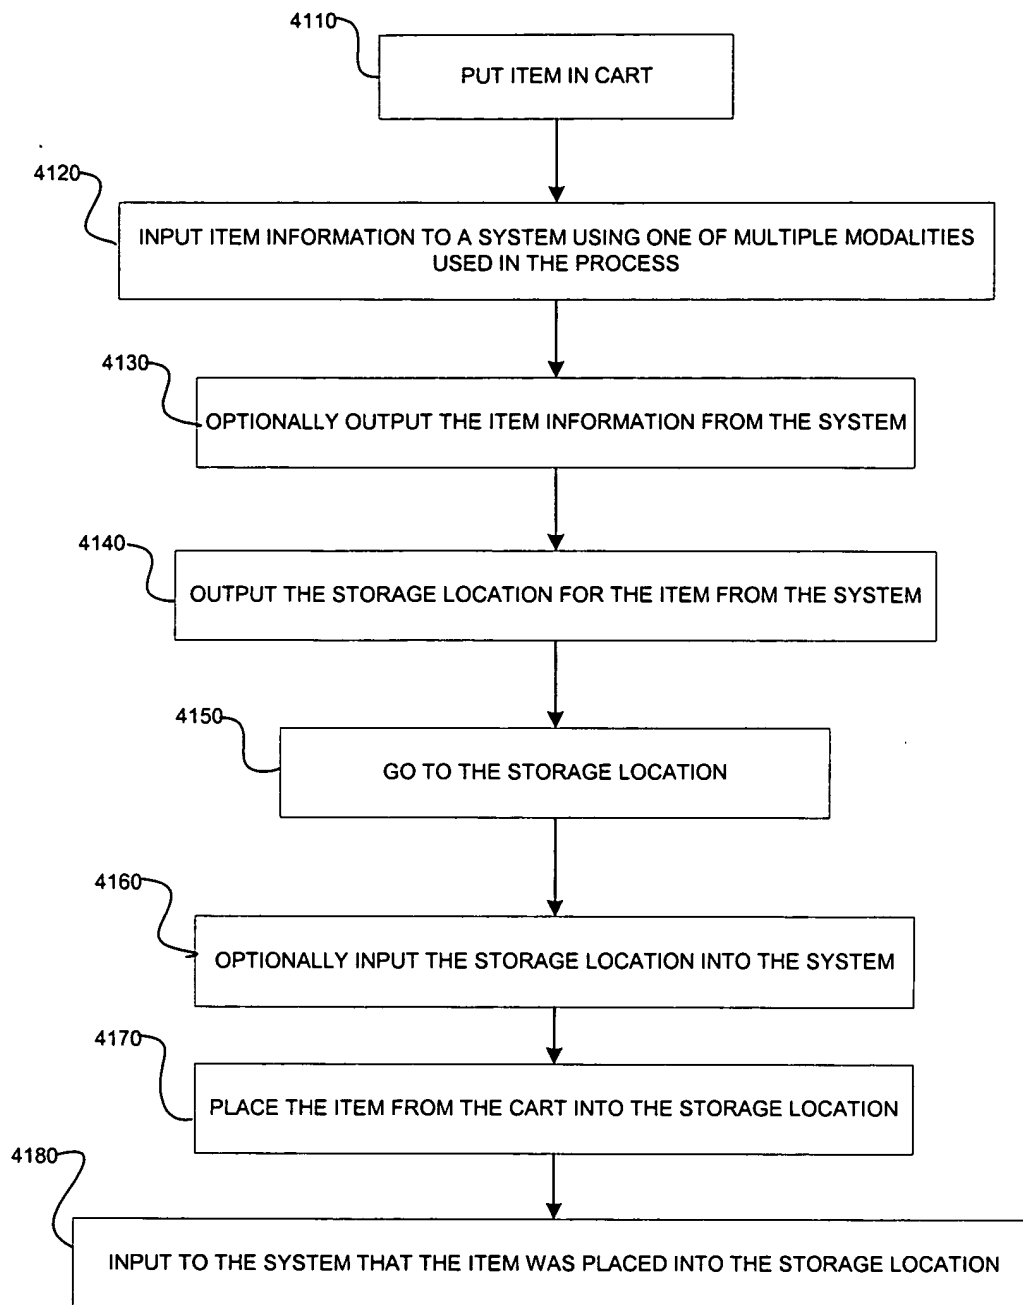 4110
PUT ITEM IN CART
4120
INPUT ITEM INFORMATION TO A SYSTEM USING ONE OF MULTIPLE MODALITIES
USED IN THE PROCESS
4130
OPTIONALLY OUTPUT THE ITEM INFORMATION FROM THE SYSTEM
4140
OUTPUT THE STORAGE LOCATION FOR THE ITEM FROM THE SYSTEM
4150
GO TO THE STORAGE LOCATION
4160
OPTIONALLY INPUT THE STORAGE LOCATION INTO THE SYSTEM
4170
PLACE THE ITEM FROM THE CART INTO THE STORAGE LOCATION
4180
INPUT TO THE SYSTEM THAT THE ITEM WAS PLACED INTO THE STORAGE LOCATION